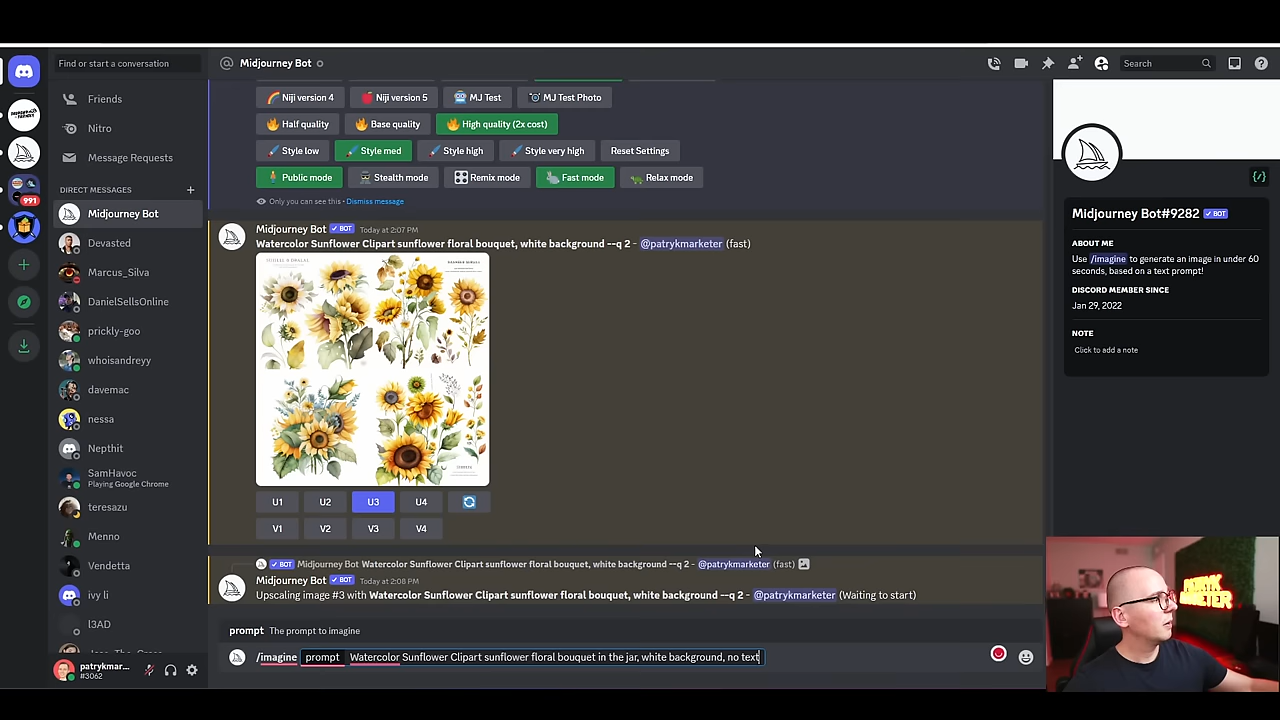 Find or start a conversation
Midjourney Bot
Search
Friends
Nitro
Message Requests
DIRECT MESSAGES
Midjourney Bot
Devasted
Marcus_Silva
DanielSellsOnline
prickly-goo
whoisandreyy
davemac
nessa
Nepthit
SamHavoc
Playing Google Chrome
teresazu
Menno
Vendetta
ivy li
l3AD
991
patrykmar...
#3062
Niji version 4
Niji version 5
MJ Test
MJ Test Photo
Half quality
Base quality
High quality (2x cost)
Style low
Style med
Style high
Style very high
Reset Settings
Public mode
Stealth mode
Remix mode
Fast mode
Relax mode
Only you can see this • Dismiss message
Midjourney Bot ✓ BOT Today at 2:07 PM
Watercolor Sunflower Clipart sunflower floral bouquet, white background --q 2 - @patrykmarketer (fast)
U1
U2
U3
U4
V1
V2
V3
V4
✓ BOT Midjourney Bot Watercolor Sunflower Clipart sunflower floral bouquet, white background --q 2 - @patrykmarketer (fast)
Midjourney Bot ✓ BOT Today at 2:08 PM
Upscaling image #3 with Watercolor Sunflower Clipart sunflower floral bouquet, white background --q 2 - @patrykmarketer (Waiting to start)
prompt The prompt to imagine
/imagine prompt Watercolor Sunflower Clipart sunflower floral bouquet in the jar, white background, no text
{/}
Midjourney Bot#9282 ✓ BOT
ABOUT ME
Use /imagine to generate an image in under 60
seconds, based on a text prompt!
DISCORD MEMBER SINCE
Jan 29, 2022
NOTE
Click to add a note
PATRYK
MARKETER